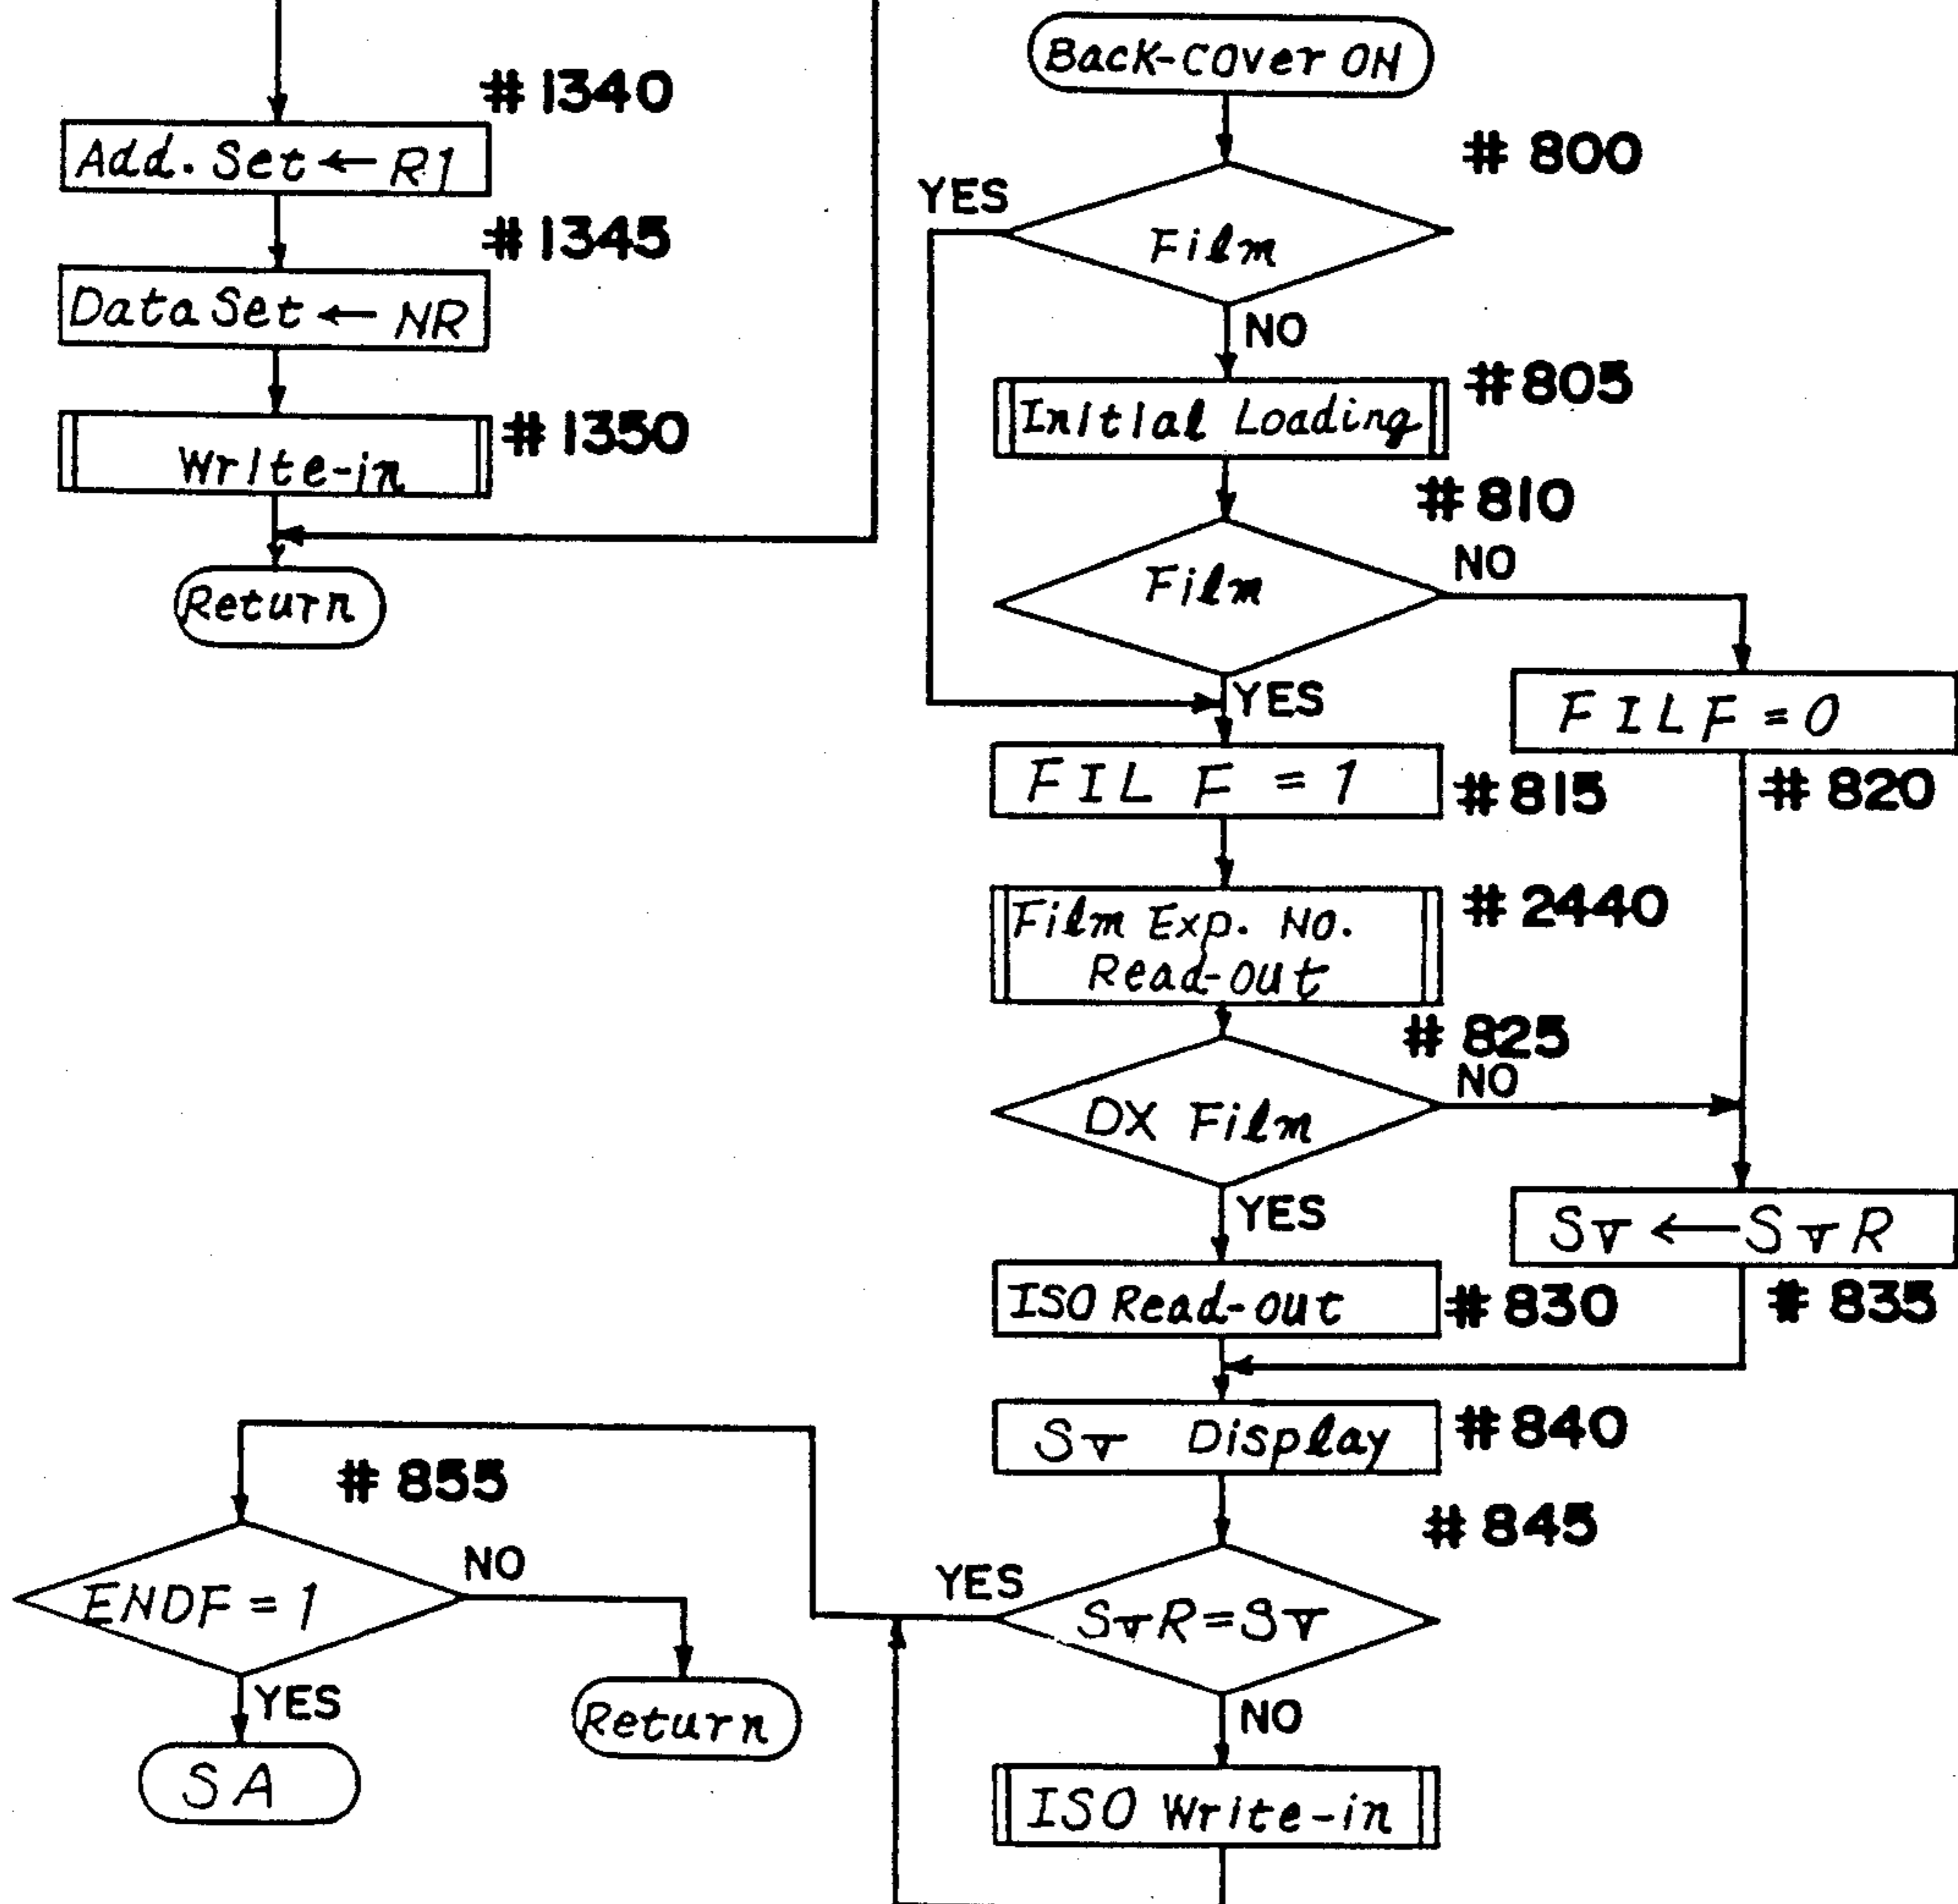 #1340
Add. Set ← R1
#1345
Data Set ← NR
#1350
Write-in
Return
Back-cover ON
#800
YES
Film
NO
#805
Initial Loading
#810
Film
NO
YES
FILF = 0
#820
FILF = 1
#815
Film Exp. No.
Read-out
#2440
#825
DX Film
NO
YES
Sv ← SvR
#835
ISO Read-out
#830
Sv Display
#840
#845
YES
SvR = Sv
NO
ISO Write-in
#855
ENDF = 1
NO
Return
YES
SA